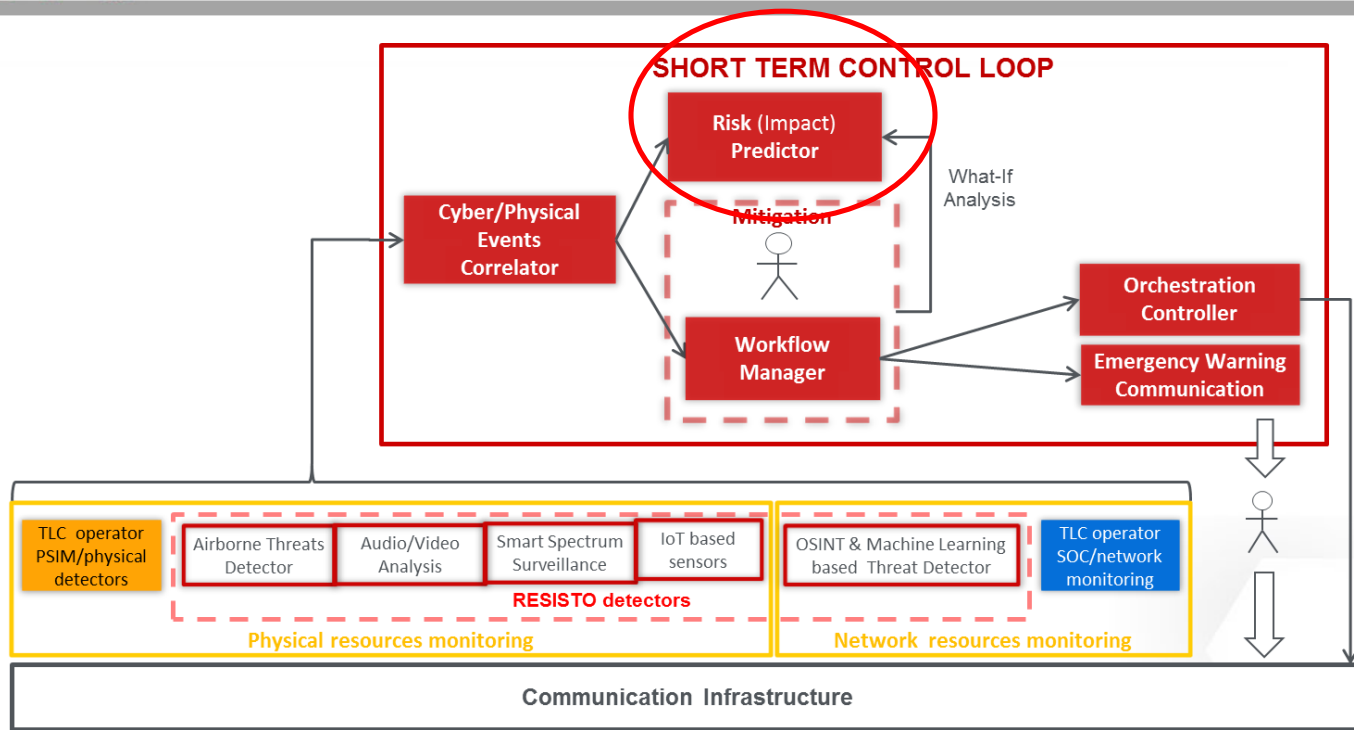 SHORT TERM CONTROL LOOP
Risk (Impact)
Predictor
What-If
Analysis
Cyber/Physical
Events
Correlator
Mitigation
Workflow
Manager
Orchestration
Controller
Emergency Warning
Communication
TLC operator
PSIM/physical
detectors
Airborne Threats
Detector
Audio/Video
Analysis
Smart Spectrum
Surveillance
IoT based
sensors
OSINT & Machine Learning
based Threat Detector
TLC operator
SOC/network
monitoring
RESISTO detectors
Physical resources monitoring
Network resources monitoring
Communication Infrastructure